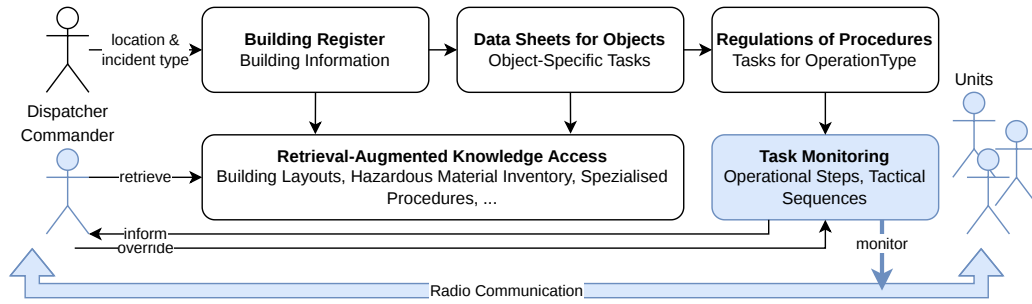 location &
incident type
Building Register
Building Information
Data Sheets for Objects
Object-Specific Tasks
Regulations of Procedures
Tasks for OperationType
Units
Dispatcher
Commander
retrieve
Retrieval-Augmented Knowledge Access
Building Layouts, Hazardous Material Inventory, Spezialised
Procedures, ...
Task Monitoring
Operational Steps, Tactical
Sequences
inform
override
monitor
Radio Communication